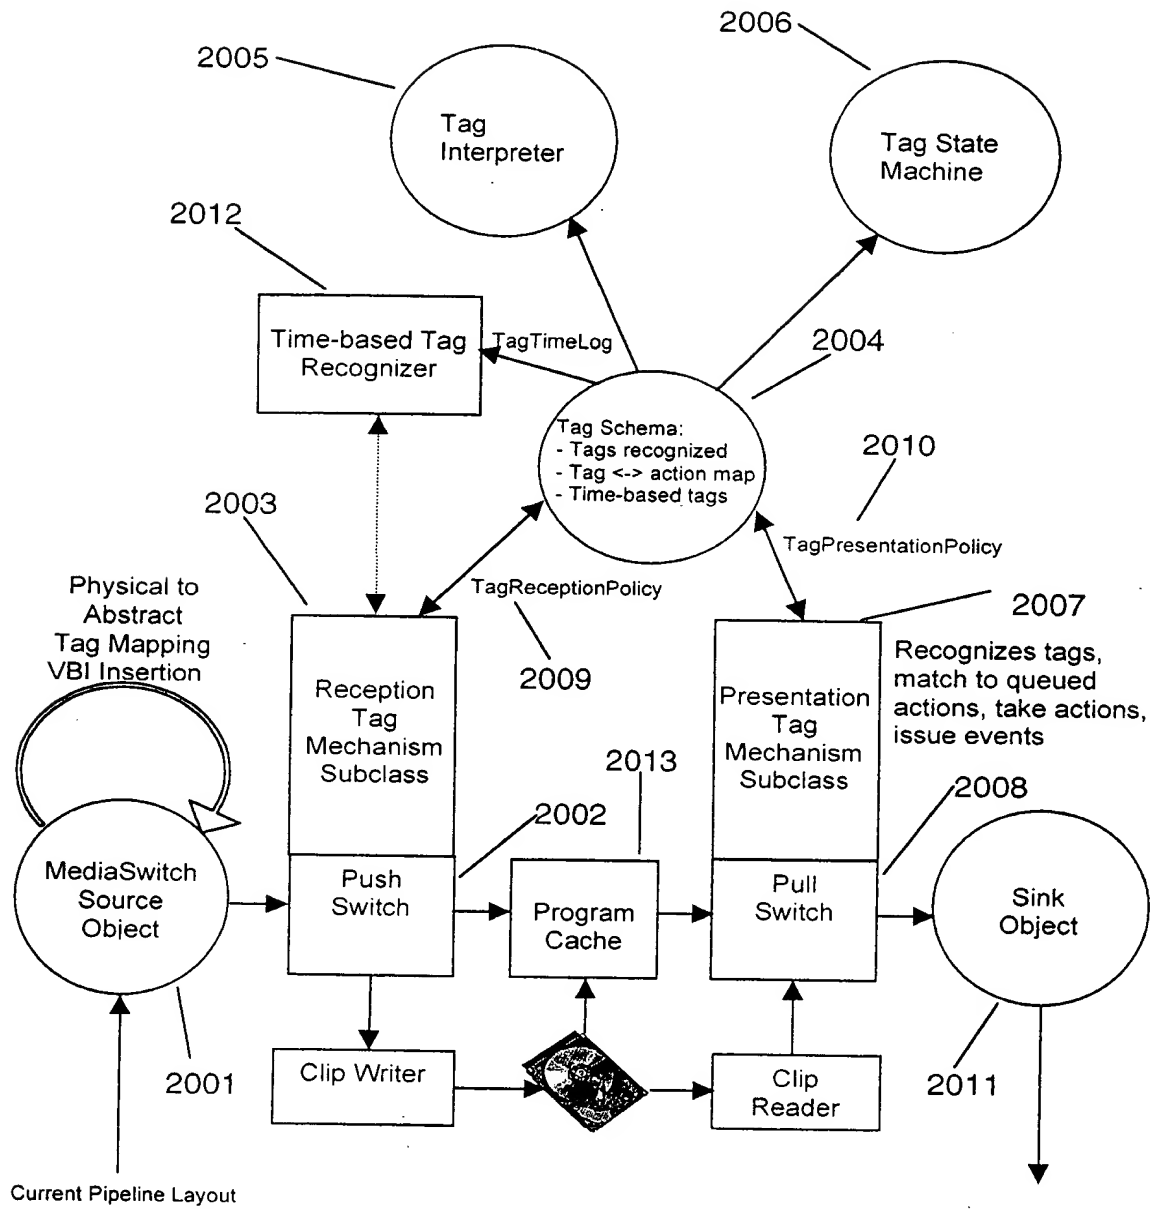 2006
2005
Tag
Interpreter
Tag State
Machine
2012
Time-based Tag
Recognizer
TagTimeLog
2004
Tag Schema:
- Tags recognized
- Tag <-> action map
- Time-based tags
2010
2003
TagPresentationPolicy
TagReceptionPolicy
Physical to
Abstract
Tag Mapping
VBI Insertion
2007
2009
Recognizes tags,
match to queued
actions, take actions,
issue events
Reception
Tag
Mechanism
Subclass
Presentation
Tag
Mechanism
Subclass
2013
2002
2008
MediaSwitch
Source
Object
Push
Switch
Program
Cache
Pull
Switch
Sink
Object
2001
Clip Writer
Clip
Reader
2011
Current Pipeline Layout